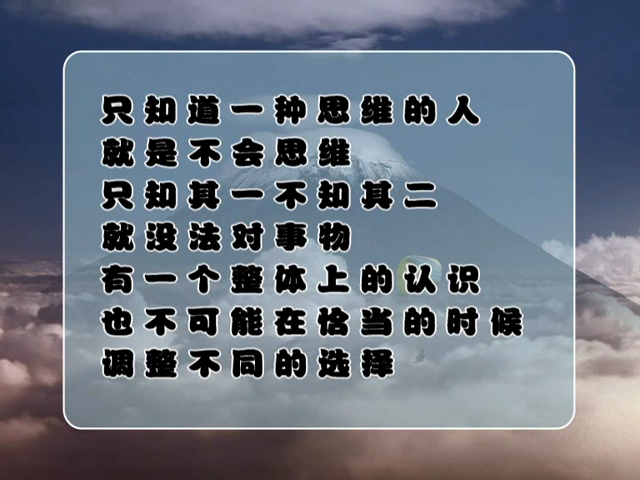 只知道一种思维的人
就是不会思维
只知其一不知其二
就没法对事物
有一个整体上的认识
也不可能在恰当的时候
调整不同的选择